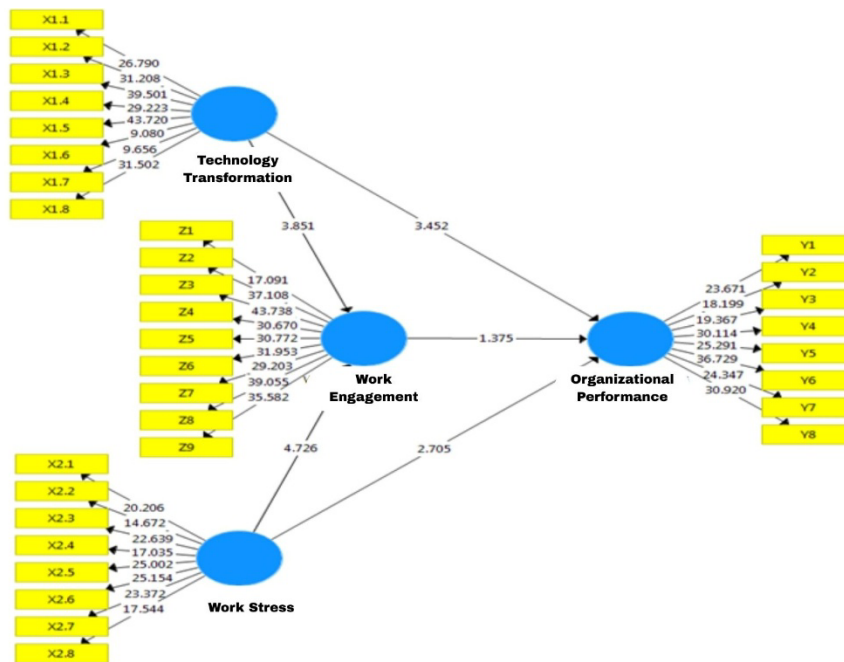 X1.1
X1.2
X1.3
X1.4
X1.5
X1.6
X1.7
X1.8
26.790
31.208
39.501
29.223
43.720
9.080
9.656
31.502
Technology
Transformation
3.851
3.452
Z1
Z2
Z3
Z4
Z5
Z6
Z7
Z8
Z9
17.091
37.108
43.738
30.670
30.772
31.953
29.203
39.055
35.582
Work
Engagement
1.375
Y1
Y2
Y3
Y4
Y5
Y6
Y7
Y8
23.671
18.199
19.367
30.114
25.291
36.729
24.347
30.920
Organizational
Performance
4.726
2.705
X2.1
X2.2
X2.3
X2.4
X2.5
X2.6
X2.7
X2.8
20.206
14.672
22.639
17.035
25.002
25.154
23.372
17.544
Work Stress